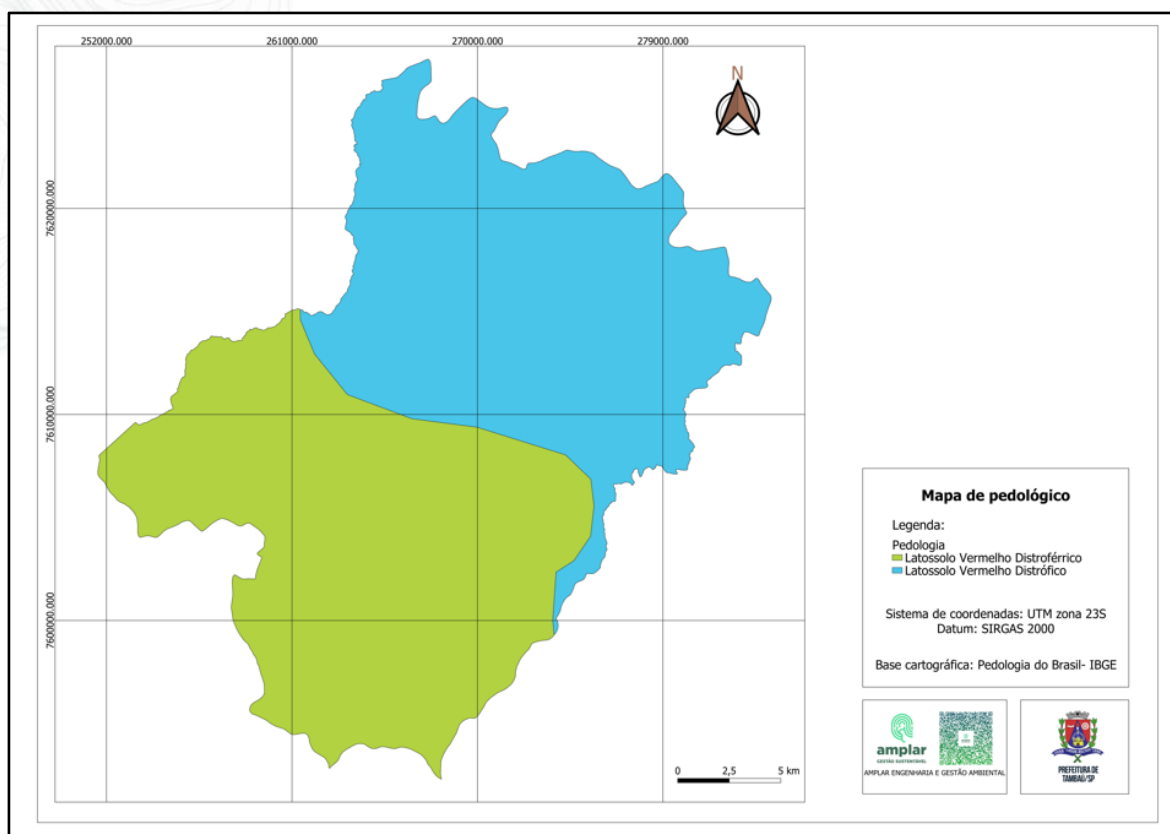 252000.000
261000.000
270000.000
279000.000
N
7620000.000
7610000.000
7600000.000
Mapa de pedológico
Legenda:
Pedologia
Latossolo Vermelho Distroférrico
Latossolo Vermelho Distrófico
Sistema de coordenadas: UTM zona 23S
Datum: SIRGAS 2000
Base cartográfica: Pedologia do Brasil- IBGE
0 2,5 5 km
amplar
GESTÃO SUSTENTÁVEL
AMPLAR ENGENHARIA E GESTÃO AMBIENTAL
PREFEITURA DE
TAMBAÚ/SP